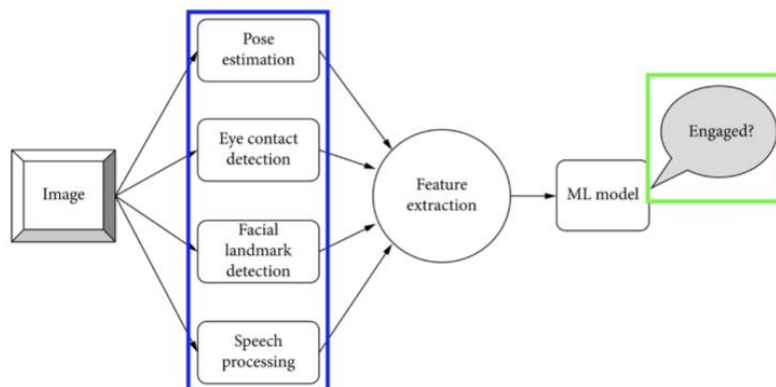 Image
Pose
estimation
Eye contact
detection
Facial
landmark
detection
Speech
processing
Feature
extraction
ML model
Engaged?